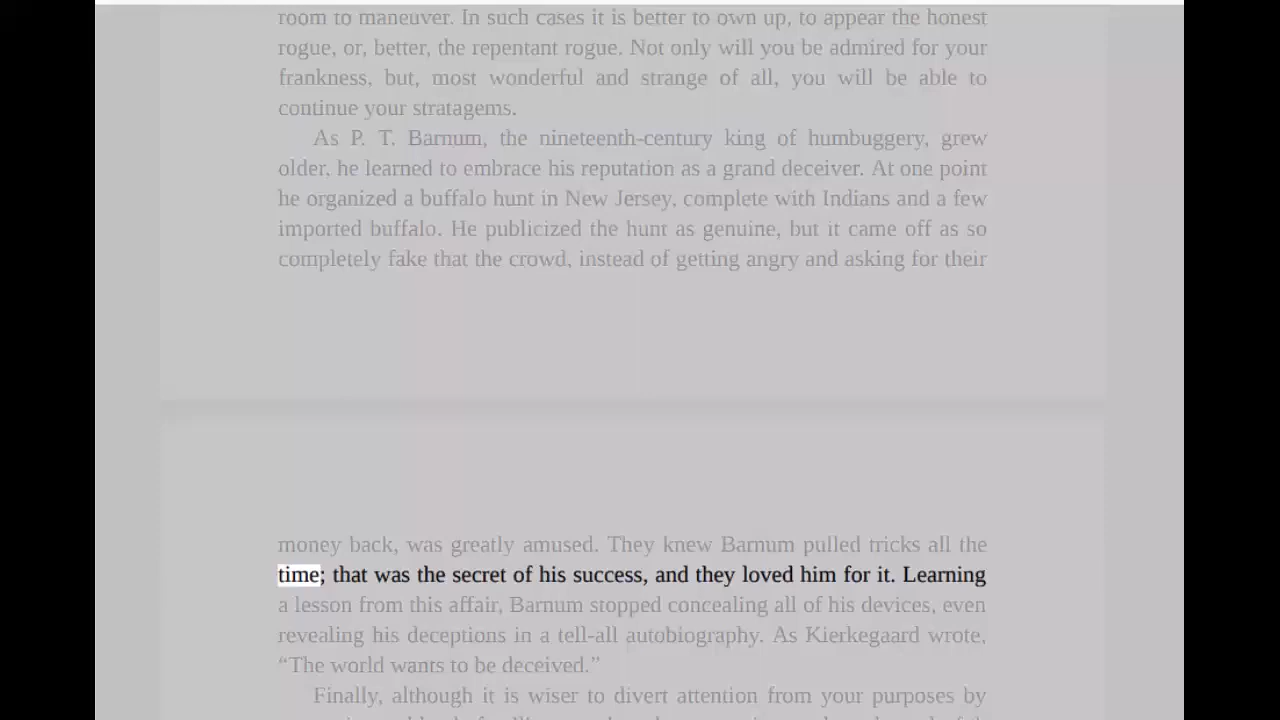 room to maneuver. In such cases it is better to own up, to appear the honest
rogue, or, better, the repentant rogue. Not only will you be admired for your
frankness, but, most wonderful and strange of all, you will be able to
continue your stratagems.
As P. T. Barnum, the nineteenth-century king of humbuggery, grew
older, he learned to embrace his reputation as a grand deceiver. At one point
he organized a buffalo hunt in New Jersey, complete with Indians and a few
imported buffalo. He publicized the hunt as genuine, but it came off as so
completely fake that the crowd, instead of getting angry and asking for their
money back, was greatly amused. They knew Barnum pulled tricks all the
time; that was the secret of his success, and they loved him for it. Learning
a lesson from this affair, Barnum stopped concealing all of his devices, even
revealing his deceptions in a tell-all autobiography. As Kierkegaard wrote,
“The world wants to be deceived.”
Finally, although it is wiser to divert attention from your purposes by